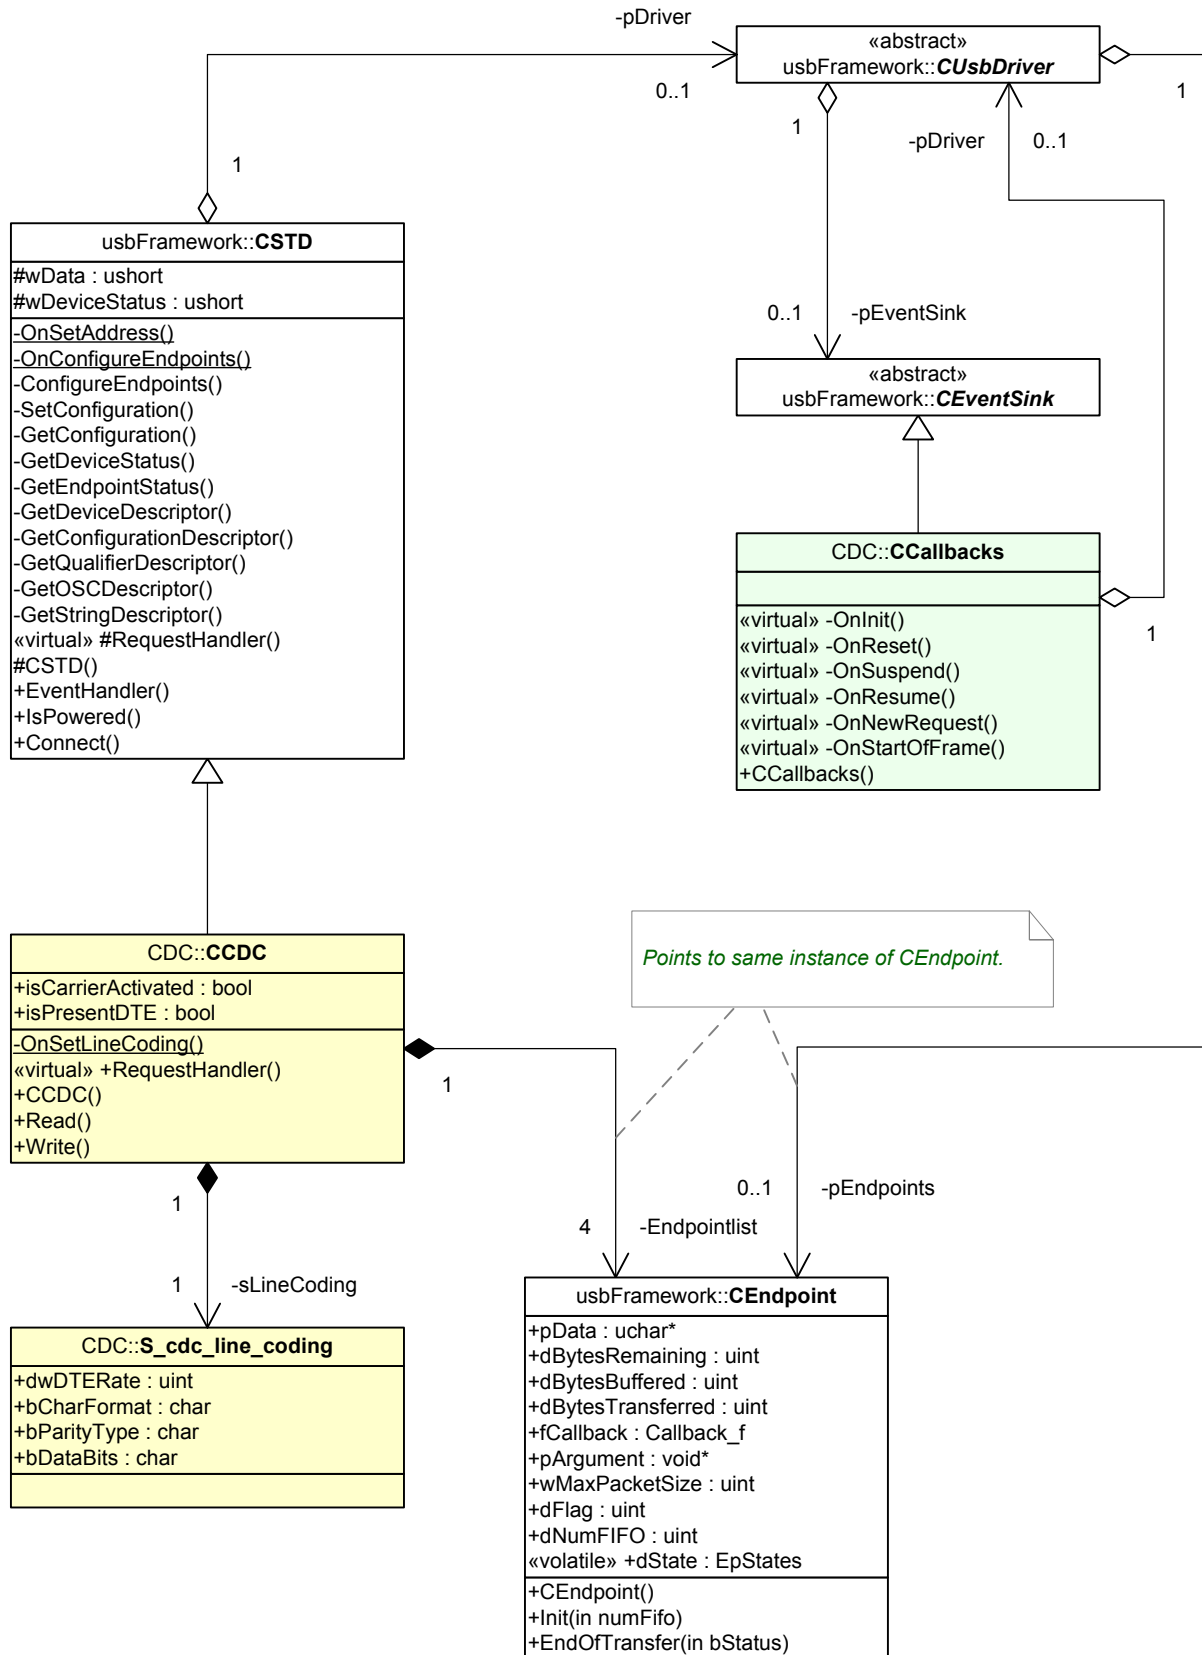 -pDriver
«abstract»
usbFramework::CUsbDriver
0..1
1
1
-pDriver
0..1
1
usbFramework::CSTD
#wData : ushort
#wDeviceStatus : ushort
-OnSetAddress()
-OnConfigureEndpoints()
-ConfigureEndpoints()
-SetConfiguration()
-GetConfiguration()
-GetDeviceStatus()
-GetEndpointStatus()
-GetDeviceDescriptor()
-GetConfigurationDescriptor()
-GetQualifierDescriptor()
-GetOSCDescriptor()
-GetStringDescriptor()
«virtual» #RequestHandler()
#CSTD()
+EventHandler()
+IsPowered()
+Connect()
0..1
-pEventSink
«abstract»
usbFramework::CEventSink
CDC::CCallbacks
«virtual» -OnInit()
«virtual» -OnReset()
«virtual» -OnSuspend()
«virtual» -OnResume()
«virtual» -OnNewRequest()
«virtual» -OnStartOfFrame()
+CCallbacks()
1
CDC::CCDC
+isCarrierActivated : bool
+isPresentDTE : bool
-OnSetLineCoding()
«virtual» +RequestHandler()
+CCDC()
+Read()
+Write()
1
Points to same instance of CEndpoint.
1
1
-sLineCoding
4
-Endpointlist
0..1
-pEndpoints
CDC::S_cdc_line_coding
+dwDTERate : uint
+bCharFormat : char
+bParityType : char
+bDataBits : char
usbFramework::CEndpoint
+pData : uchar*
+dBytesRemaining : uint
+dBytesBuffered : uint
+dBytesTransferred : uint
+fCallback : Callback_f
+pArgument : void*
+wMaxPacketSize : uint
+dFlag : uint
+dNumFIFO : uint
«volatile» +dState : EpStates
+CEndpoint()
+Init(in numFifo)
+EndOfTransfer(in bStatus)